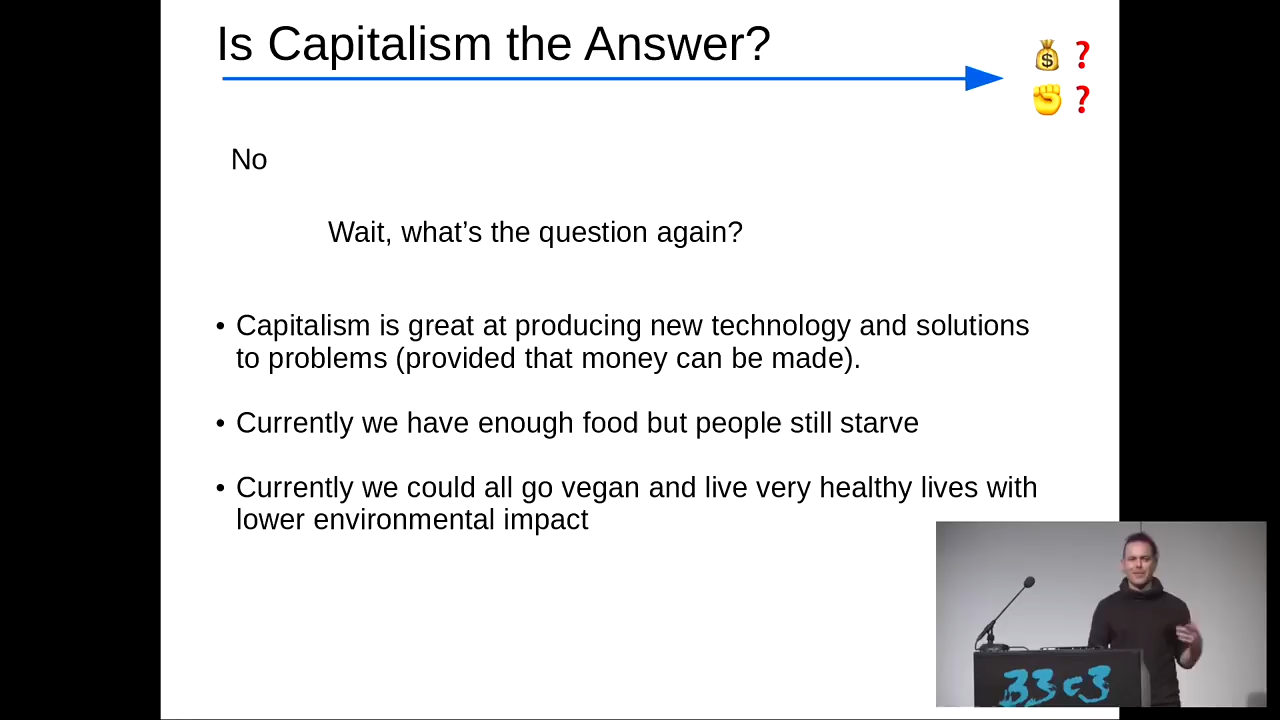 Is Capitalism the Answer?
💰❓
✊❓
No
Wait, what’s the question again?
• Capitalism is great at producing new technology and solutions
to problems (provided that money can be made).
• Currently we have enough food but people still starve
• Currently we could all go vegan and live very healthy lives with
lower environmental impact
33c3